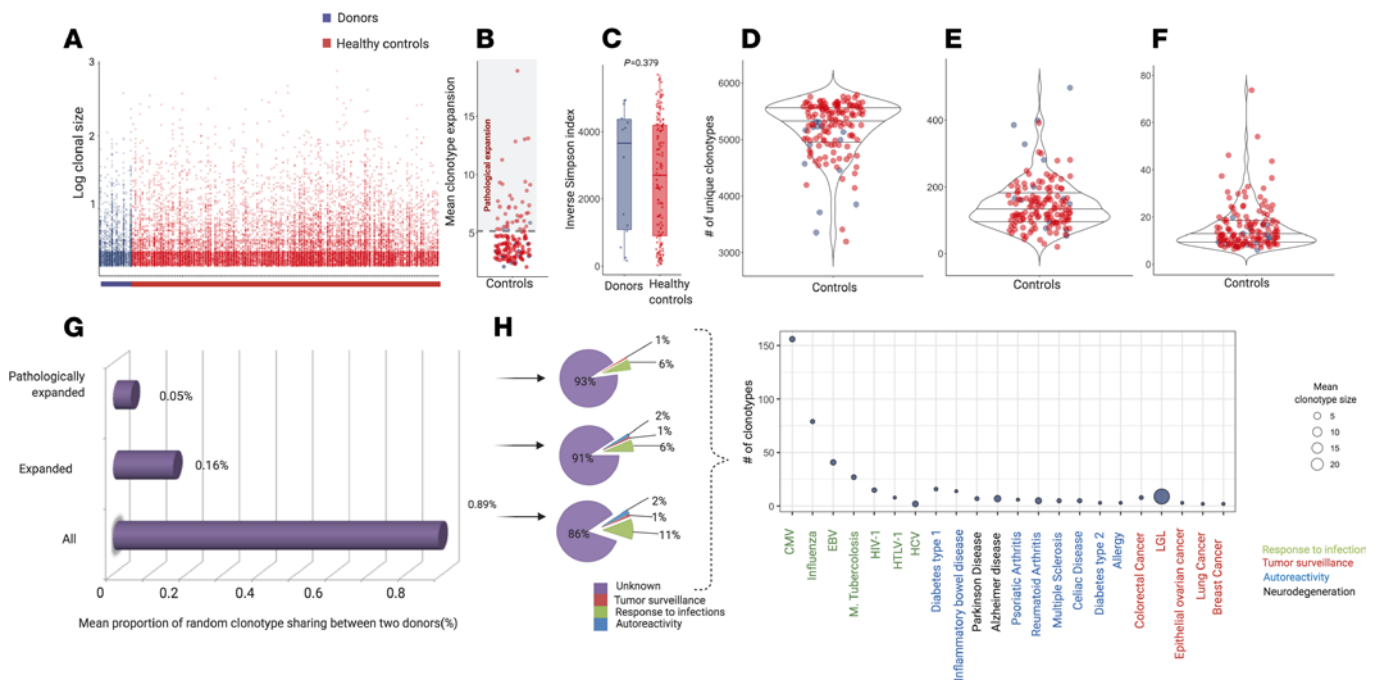 A
Donors
Healthy controls
3
2
1
Log clonal size
B
Mean clonotype expansion
15
10
5
Pathological expansion
Controls
C
P=0.379
Inverse Simpson index
4000
2000
0
Donors
Healthy
controls
D
# of unique clonotypes
6000
5000
4000
3000
Controls
E
400
200
0
Controls
F
80
60
40
20
0
Controls
G
Pathologically
expanded
0.05%
Expanded
0.16%
All
0.89%
0
0.2
0.4
0.6
0.8
Mean proportion of random clonotype sharing between two donors(%)
H
93%
1%
6%
91%
2%
1%
6%
86%
2%
1%
11%
Unknown
Tumor surveillance
Response to infections
Autoreactivity
# of clonotypes
150
100
50
0
CMV
Influenza
EBV
M. Tubercolosis
HIV-1
HTLV-1
HCV
Diabetes type 1
Inflammatory bowel disease
Parkinson Disease
Alzheimer disease
Psoriatic Arthritis
Reumatoid Arthritis
Multiple Sclerosis
Celiac Disease
Diabetes type 2
Allergy
Colorectal Cancer
LGL
Epithelial ovarian cancer
Lung Cancer
Breast Cancer
Mean
clonotype size
5
10
15
20
Response to infection
Tumor surveillance
Autoreactivity
Neurodegeneration